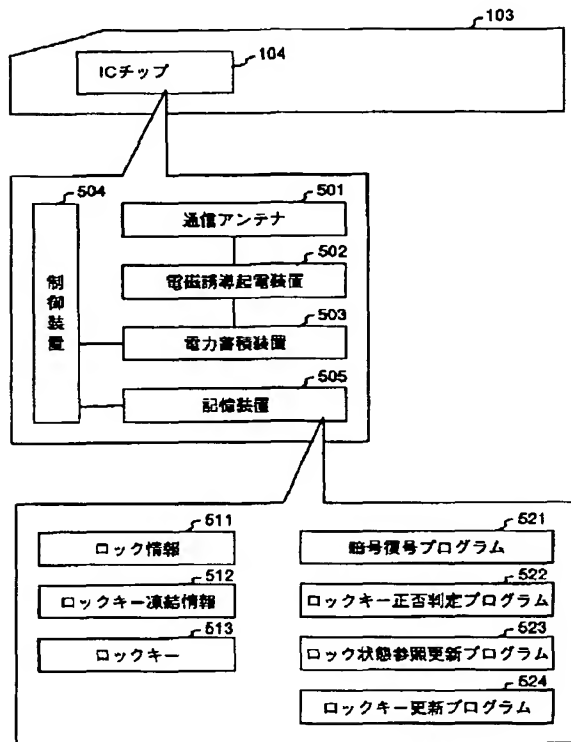 103
104
ICチップ
504
501
通信アンテナ
502
電磁誘導起電装置
503
電力蓄積装置
505
記憶装置
制御装置
511
ロック情報
512
ロックキー凍結情報
513
ロックキー
521
暗号復号プログラム
522
ロックキー正否判定プログラム
523
ロック状態参照更新プログラム
524
ロックキー更新プログラム